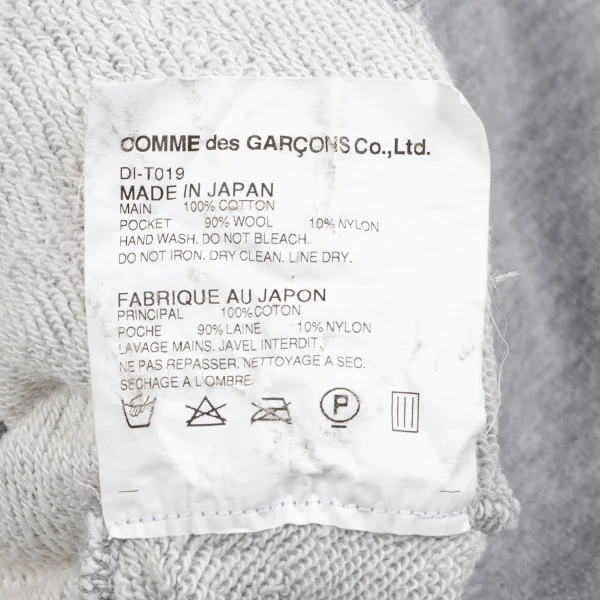 COMME des GARÇONS Co.,Ltd.
DI-T019
MADE IN JAPAN
MAIN 100% COTTON
POCKET 90% WOOL 10% NYLON
HAND WASH. DO NOT BLEACH.
DO NOT IRON. DRY CLEAN. LINE DRY.
FABRIQUE AU JAPON
PRINCIPAL 100% COTON
POCHE 90% LAINE 10% NYLON
LAVAGE MAINS. JAVEL INTERDIT.
NE PAS REPASSER. NETTOYAGE A SEC.
SECHAGE A L'OMBRE.
P